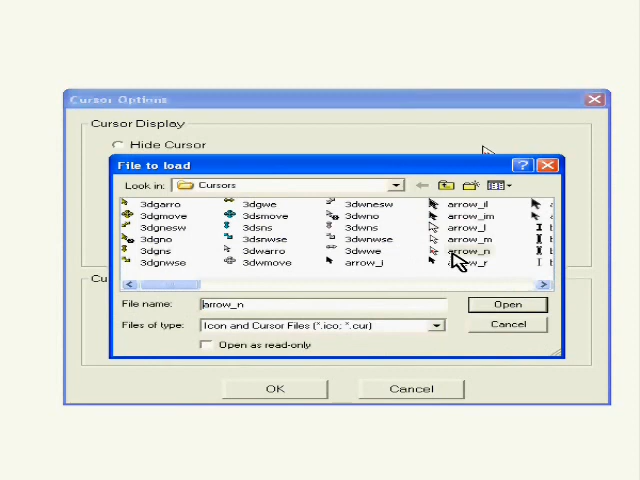 Cursor Options
Cursor Display
Hide Cursor
File to load
Look in: Cursors
3dgarro 3dgwe 3dwnesw arrow_il
3dgmove 3dsmove 3dwno arrow_im
3dgnesw 3dsns 3dwns arrow_l
3dgno 3dsnwse 3dwnwse arrow_m
3dgns 3dwarro 3dwwe arrow_n
3dgnwse 3dwmove arrow_i _r
File name: arrow_n Open
Files of type: Icon and Cursor Files (*.ico; *.cur) Cancel
Open as read-only
Cu
OK Cancel